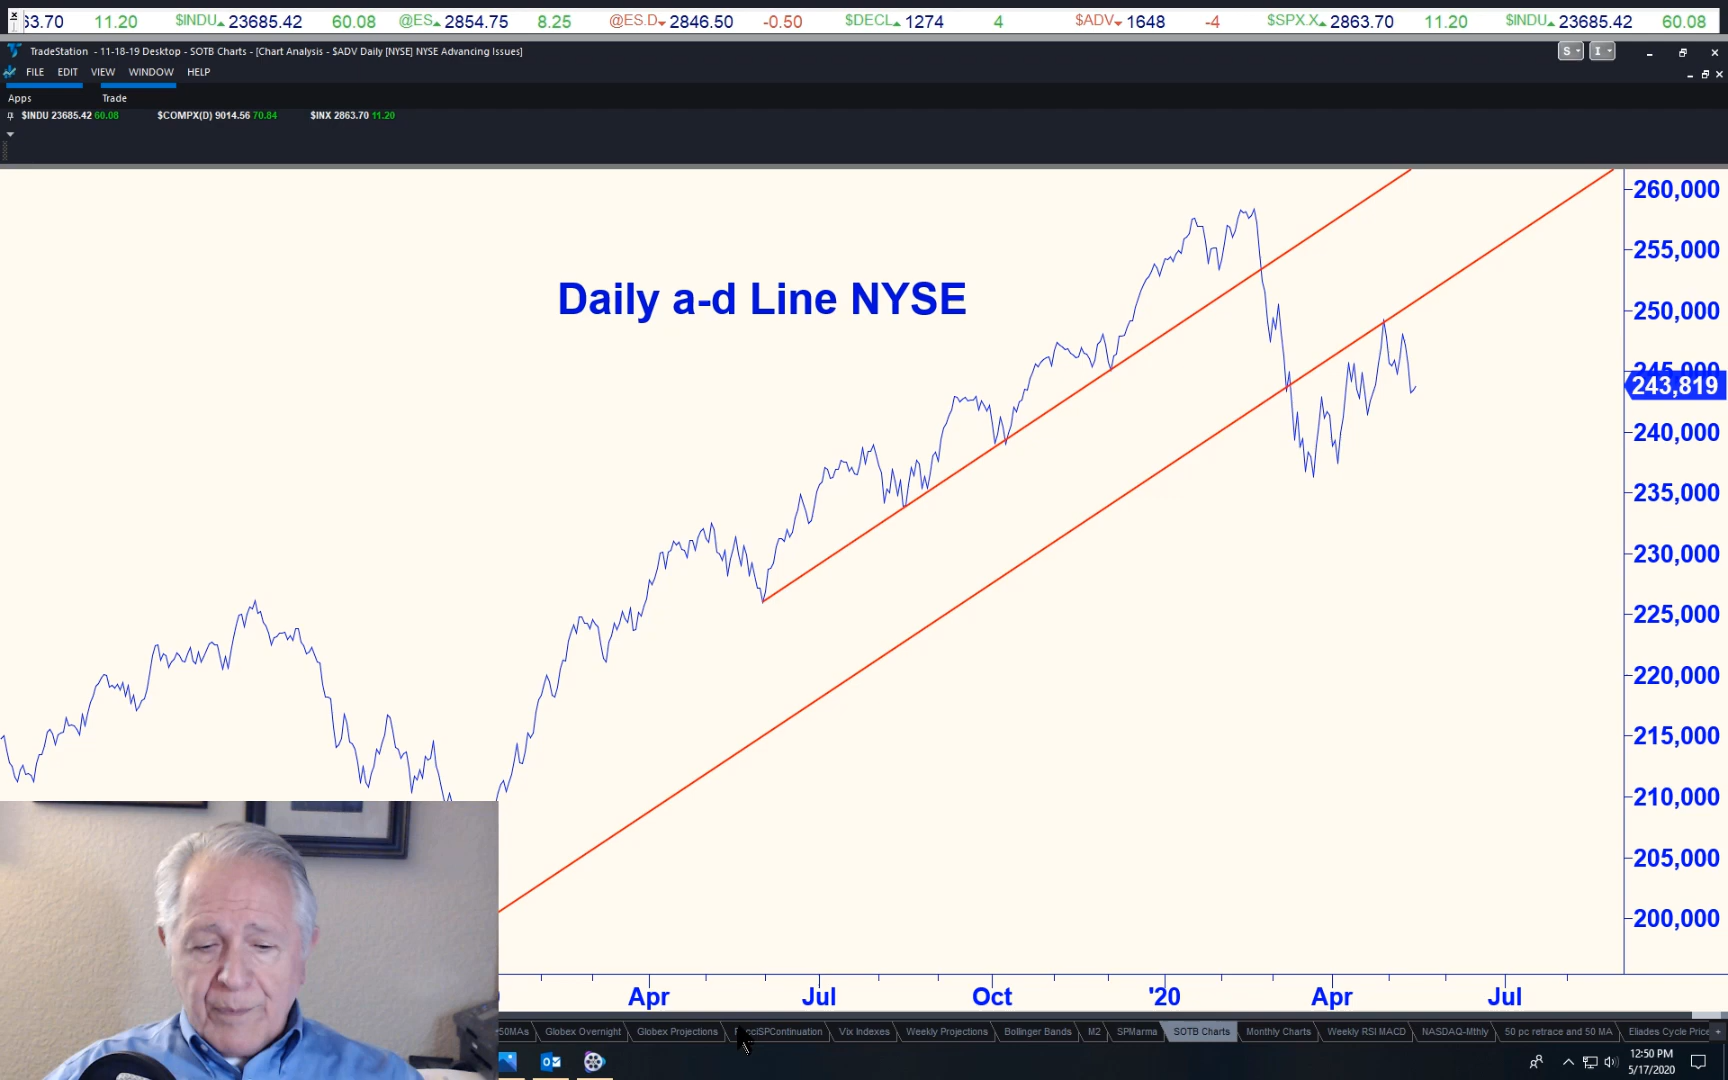 63.70 11.20 $INDU 23685.42 60.08 @ES 2854.75 8.25 @ES.D 2846.50 -0.50 $DECL 1274 4 $ADV 1648 -4 $SPX.X 2863.70 11.20 $INDU 23685.42 60.08
TradeStation - 11-18-19 Desktop - SOTB Charts - [Chart Analysis - $ADV Daily [NYSE] NYSE Advancing Issues]
S I
FILE EDIT VIEW WINDOW HELP
Apps Trade
$INDU 23685.42 60.08 $COMPX(D) 9014.56 70.84 $INX 2863.70 11.20
Daily a-d Line NYSE
260,000
255,000
250,000
243,819
240,000
235,000
230,000
225,000
220,000
215,000
210,000
205,000
200,000
Apr Jul Oct '20 Apr Jul
50MAs Globex Overnight Globex Projections SPContinuation Vix Indexes Weekly Projections Bollinger Bands M2 SPMarma SOTB Charts Monthly Charts Weekly RSI MACD NASDAQ-Mthly 50 pc retrace and 50 MA Eliades Cycle Price
12:50 PM
5/17/2020